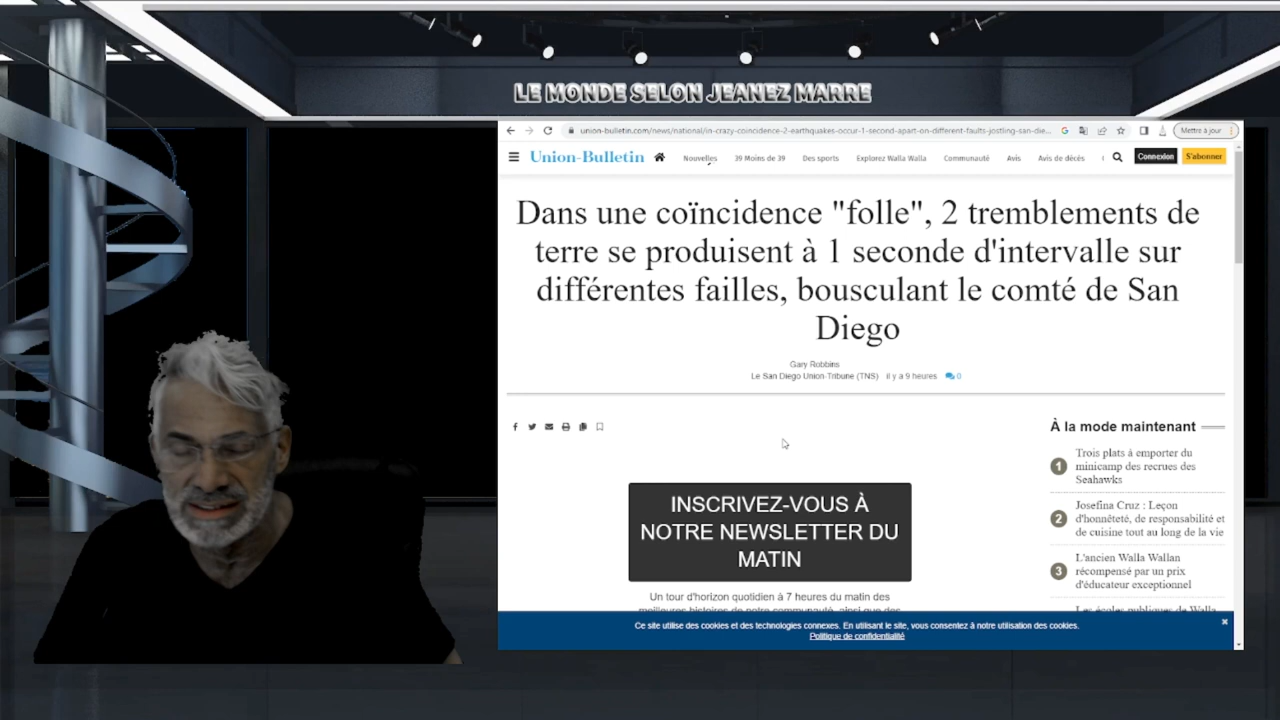 LE MONDE SELON JEANEZ MARRE
union-bulletin.com/news/national/in-crazy-coincidence-2-earthquakes-occur-1-second-apart-on-different-faults-jostling-san-die...
Mettre à jour
Union-Bulletin
Nouvelles
39 Moins de 39
Des sports
Explorez Walla Walla
Communauté
Avis
Avis de décès
Connexion
S'abonner
Dans une coïncidence "folle", 2 tremblements de
terre se produisent à 1 seconde d'intervalle sur
différentes failles, bousculant le comté de San
Diego
Gary Robbins
Le San Diego Union-Tribune (TNS) il y a 9 heures 0
À la mode maintenant
1 Trois plats à emporter du
minicamp des recrues des
Seahawks
2 Josefina Cruz : Leçon
d'honnêteté, de responsabilité et
de cuisine tout au long de la vie
3 L'ancien Walla Wallan
récompensé par un prix
d'éducateur exceptionnel
Les écoles publiques de Walla
INSCRIVEZ-VOUS À
NOTRE NEWSLETTER DU
MATIN
Un tour d'horizon quotidien à 7 heures du matin des
meilleures histoires de notre communauté, ainsi que des
Ce site utilise des cookies et des technologies connexes. En utilisant le site, vous consentez à notre utilisation des cookies.
Politique de confidentialité